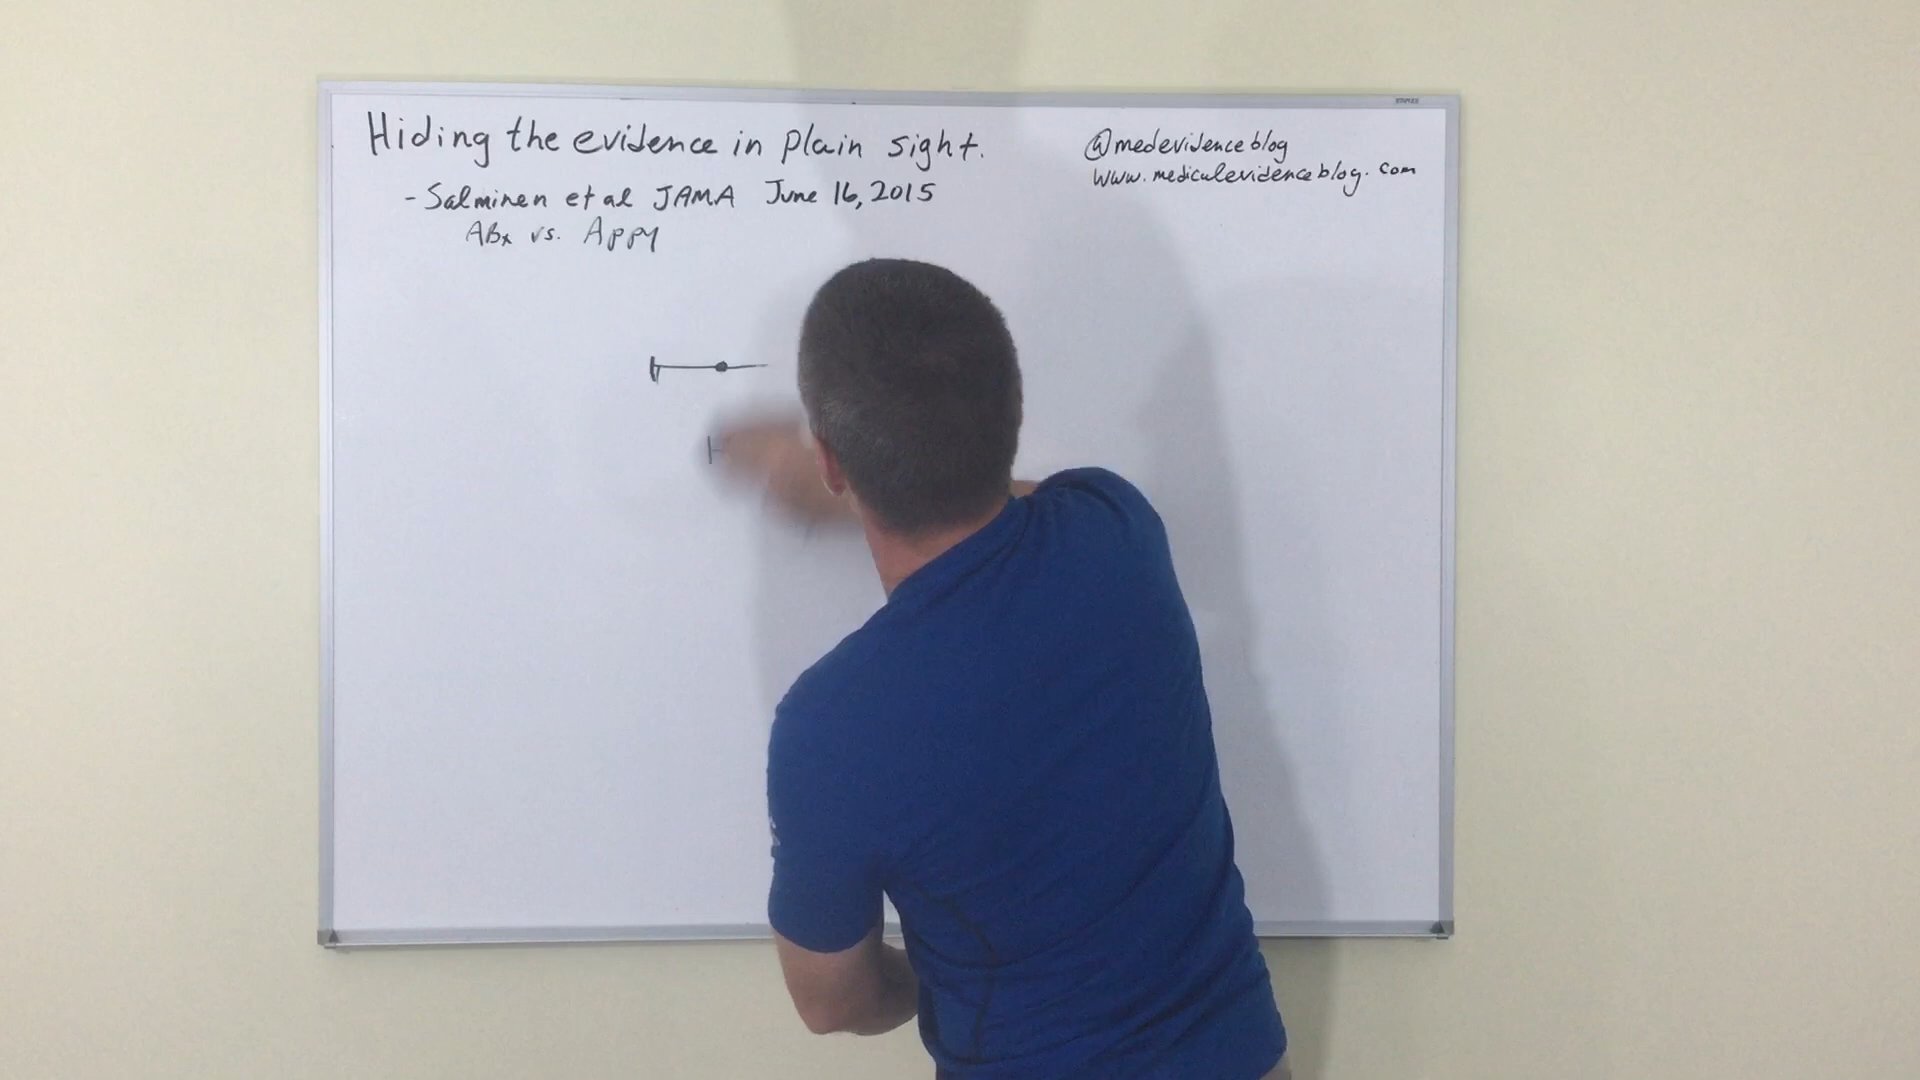 Hiding the evidence in plain sight.
@medevidenceblog
www.medicalevidenceblog.com
- Salminen et al JAMA June 16, 2015
ABx vs. Appy